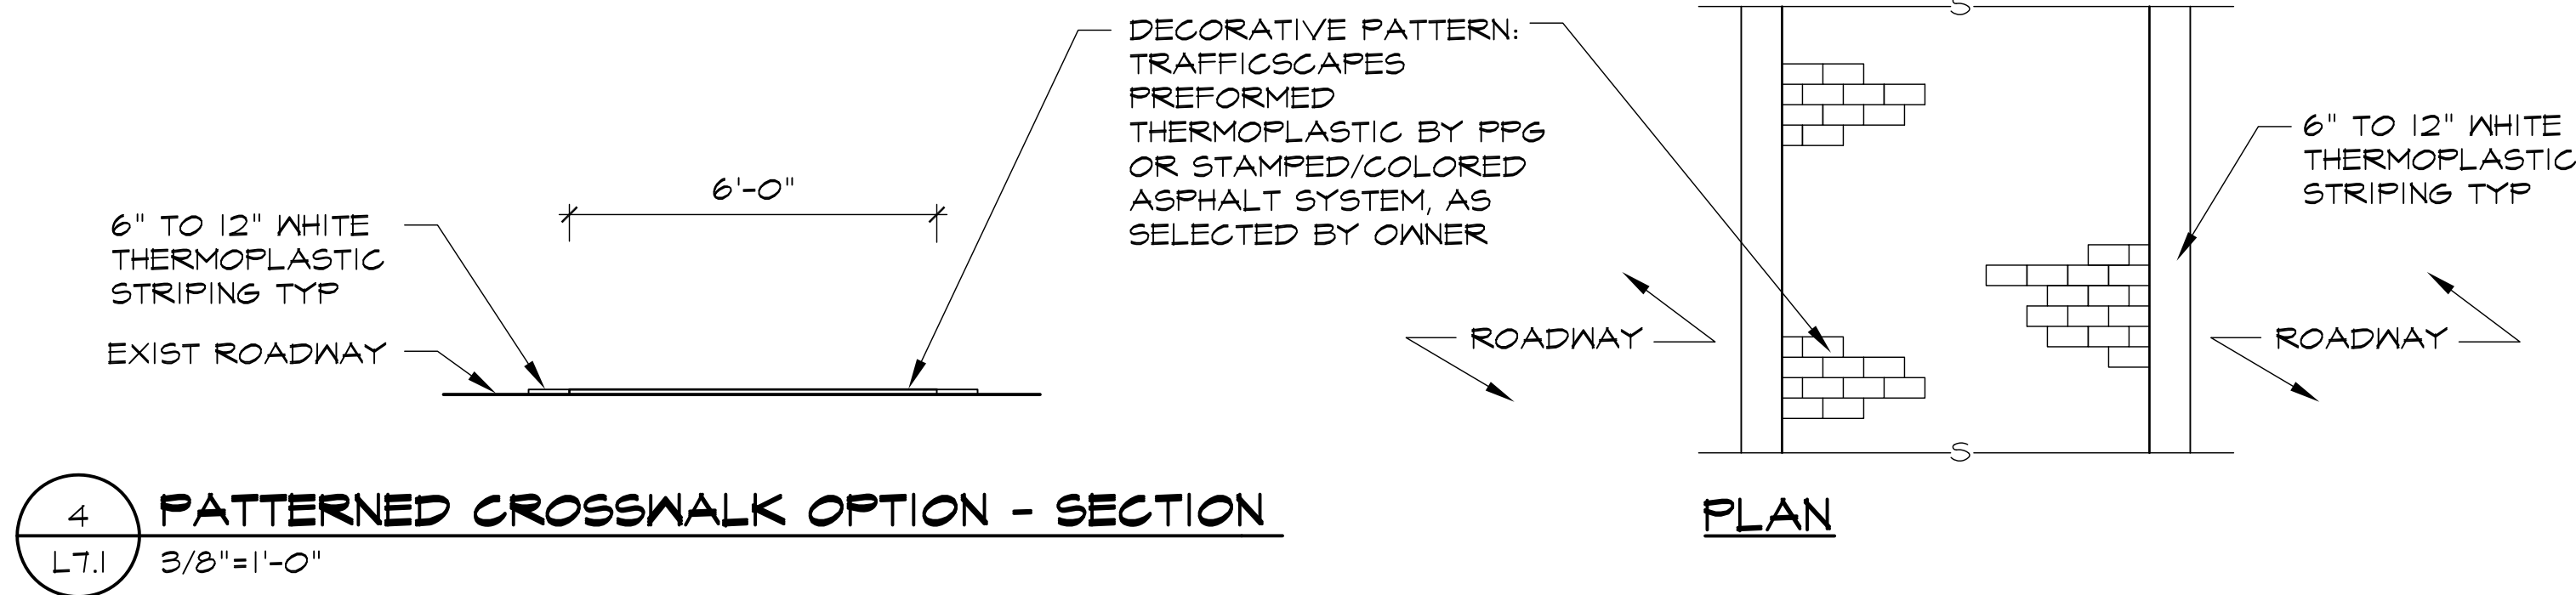 6" TO 12" WHITE
THERMOPLASTIC
STRIPING TYP
EXIST ROADWAY
6'-0"
DECORATIVE PATTERN:
TRAFFICSCAPES
PREFORMED
THERMOPLASTIC BY PPG
OR STAMPED/COLORED
ASPHALT SYSTEM, AS
SELECTED BY OWNER
S
ROADWAY
6" TO 12" WHITE
THERMOPLASTIC
STRIPING TYP
ROADWAY
S
4
L7.1
PATTERNED CROSSWALK OPTION - SECTION
3/8"=1'-0"
PLAN